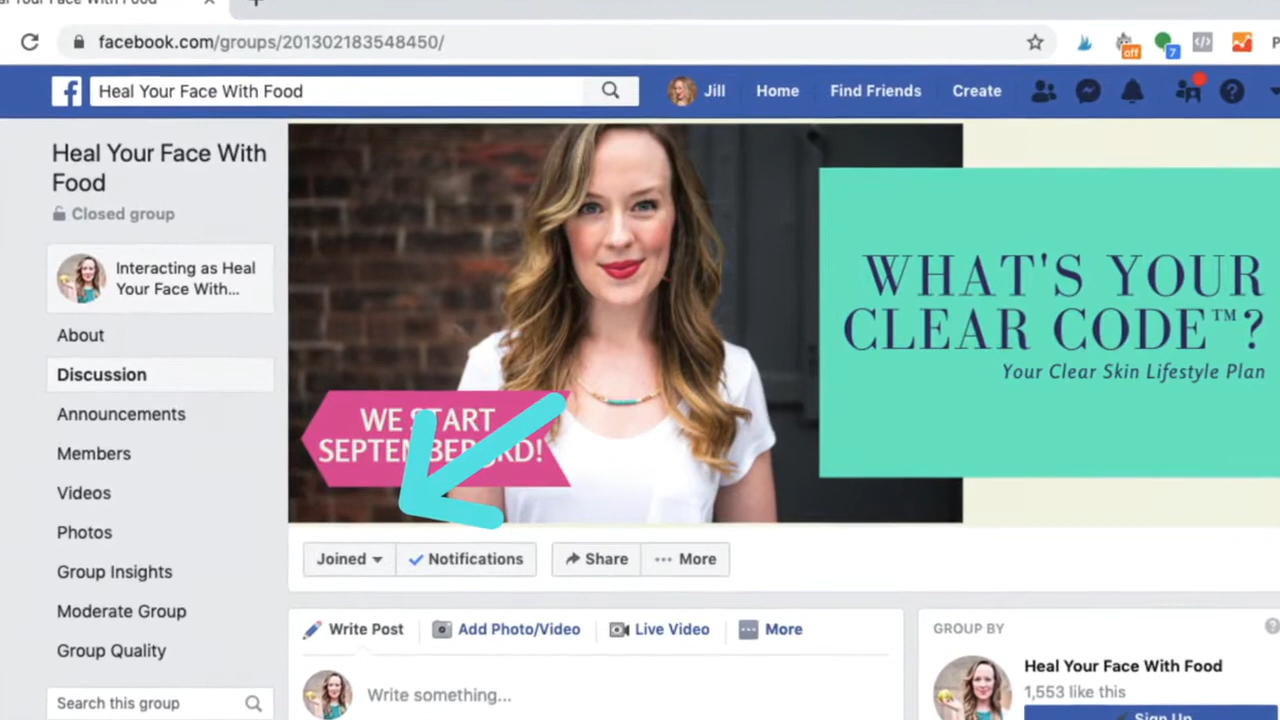 facebook.com/groups/201302183548450/
off
7
Heal Your Face With Food
Jill
Home
Find Friends
Create
Heal Your Face With
Food
Closed group
Interacting as Heal
Your Face With...
About
Discussion
Announcements
Members
Videos
Photos
Group Insights
Moderate Group
Group Quality
Search this group
WE START
WHAT'S YOUR
CLEAR CODE™?
Your Clear Skin Lifestyle Plan
Joined
Notifications
Share
More
Write Post
Add Photo/Video
Live Video
More
Write something...
GROUP BY
Heal Your Face With Food
1,553 like this
Sign Up